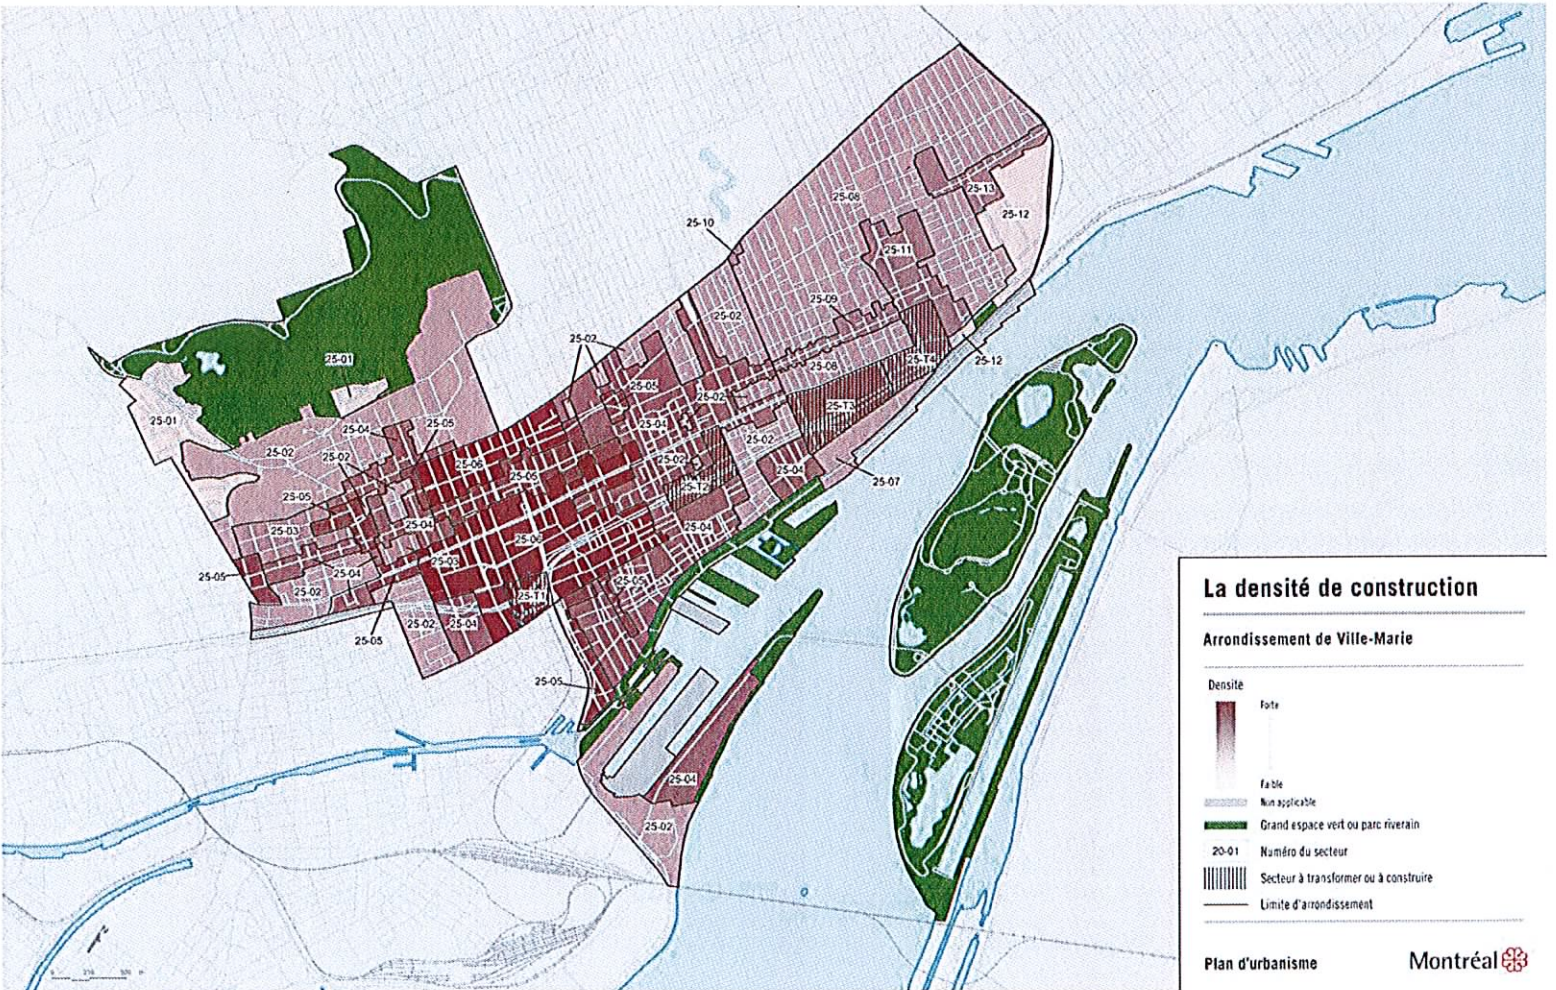 25-08
25-13
25-12
25-10
25-11
25-09
25-02
25-02
25-12
25-T4
25-01
25-08
25-05
25-02
25-T3
25-01
25-04
25-05
25-04
25-02
25-02
25-02
25-06
25-02
25-04
25-05
25-T2
25-07
25-05
25-03
25-04
25-04
25-06
25-03
25-04
25-05
25-02
25-05
25-T1
25-02
25-04
25-05
25-05
25-04
25-02
La densité de construction
Arrondissement de Ville-Marie
Densité
Forte
Faible
Non applicable
Grand espace vert ou parc riverain
20-01 Numéro du secteur
Secteur à transformer ou à construire
Limite d'arrondissement
Plan d'urbanisme
Montréal